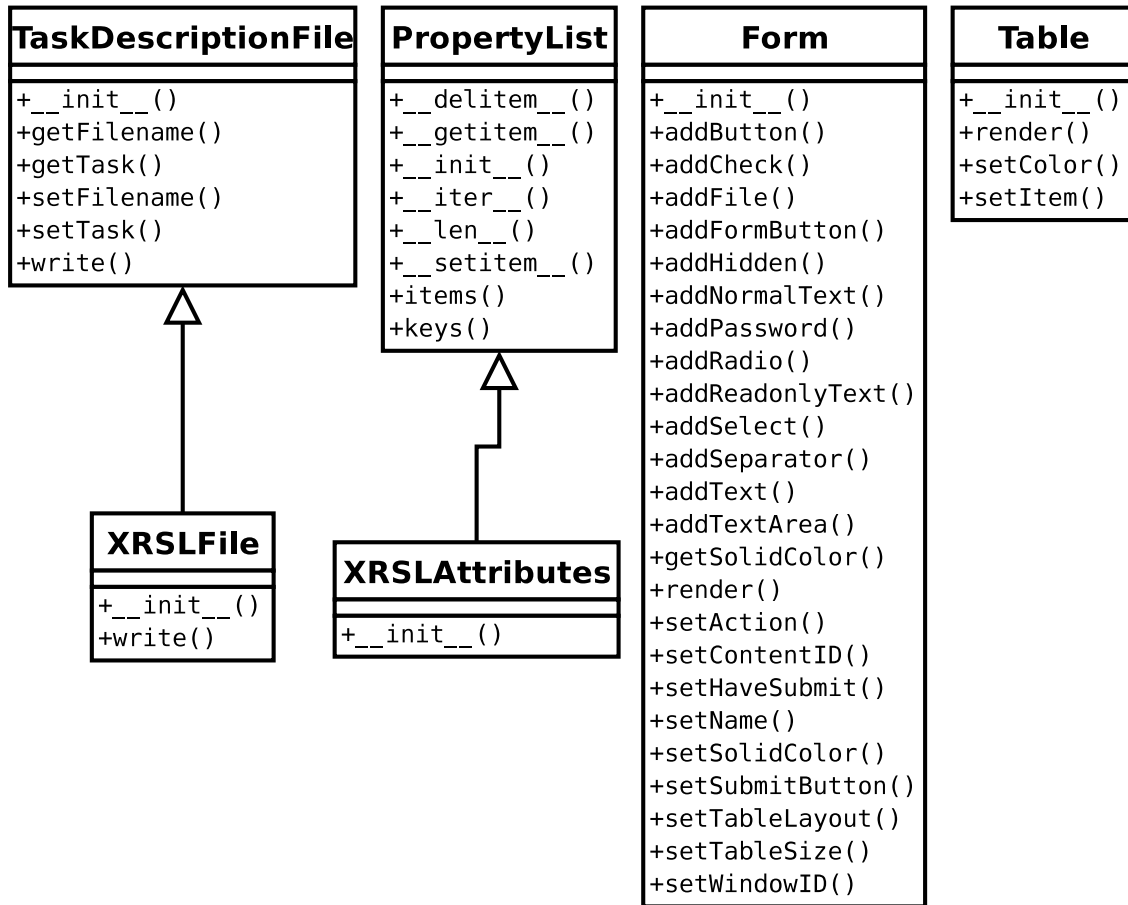 TaskDescriptionFile
+__init__()
+getFilename()
+getTask()
+setFilename()
+setTask()
+write()
PropertyList
+__delitem__()
+__getitem__()
+__init__()
+__iter__()
+__len__()
+__setitem__()
+items()
+keys()
Form
+__init__()
+addButton()
+addCheck()
+addFile()
+addFormButton()
+addHidden()
+addNormalText()
+addPassword()
+addRadio()
+addReadonlyText()
+addSelect()
+addSeparator()
+addText()
+addTextArea()
+getSolidColor()
+render()
+setAction()
+setContentID()
+setHaveSubmit()
+setName()
+setSolidColor()
+setSubmitButton()
+setTableLayout()
+setTableSize()
+setWindowID()
Table
+__init__()
+render()
+setColor()
+setItem()
XRSLFile
+__init__()
+write()
XRSLAttributes
+__init__()